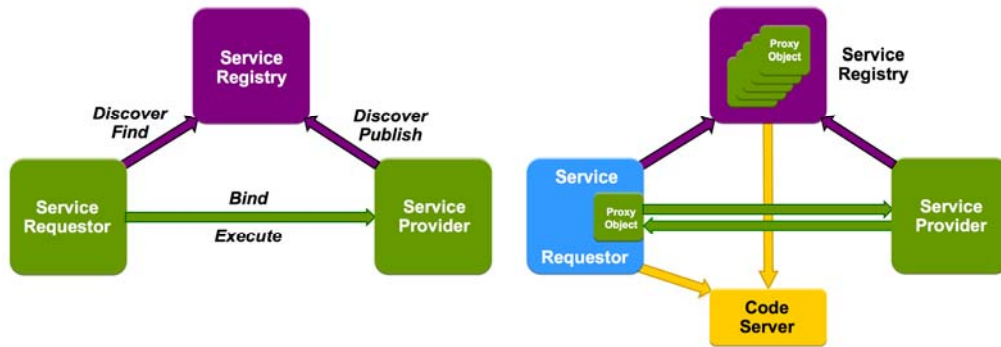 Service
Registry
Discover
Find
Discover
Publish
Service
Requestor
Bind
Execute
Service
Provider
Proxy
Object
Service
Registry
Service
Proxy
Object
Requestor
Service
Provider
Code
Server